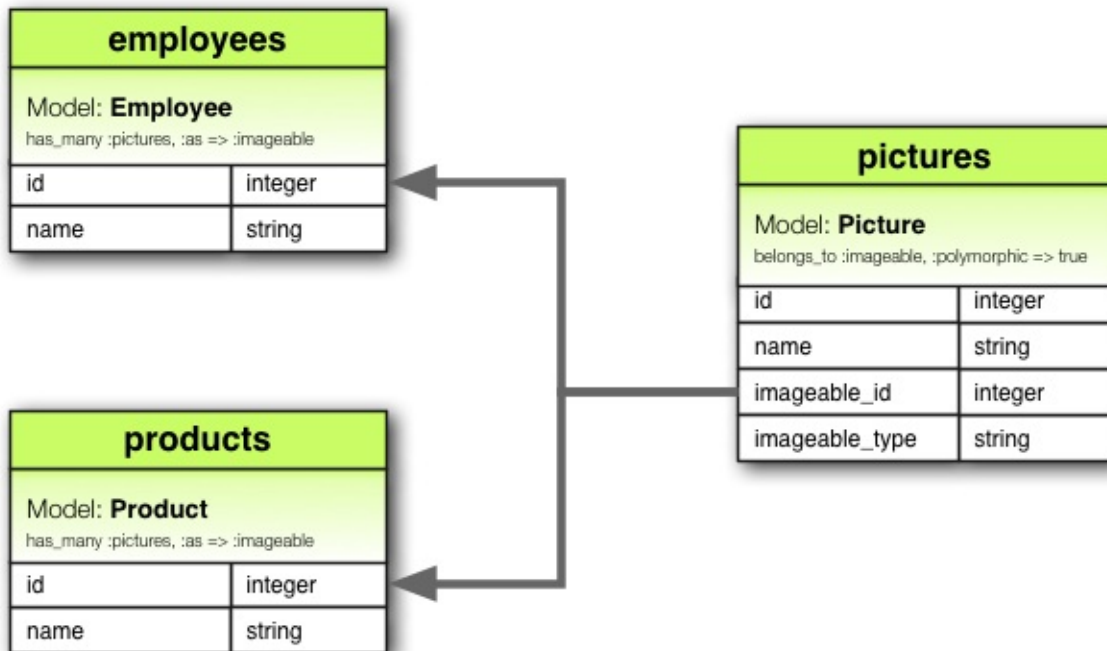 employees
Model: Employee
has_many :pictures, :as => :imageable
id integer
name string
pictures
Model: Picture
belongs_to :imageable, :polymorphic => true
id integer
name string
imageable_id integer
imageable_type string
products
Model: Product
has_many :pictures, :as => :imageable
id integer
name string